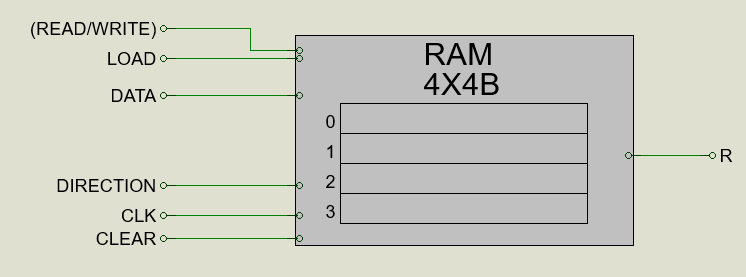 (READ/WRITE)
LOAD
DATA
DIRECTION
CLK
CLEAR
RAM
4X4B
0
1
2
3
R